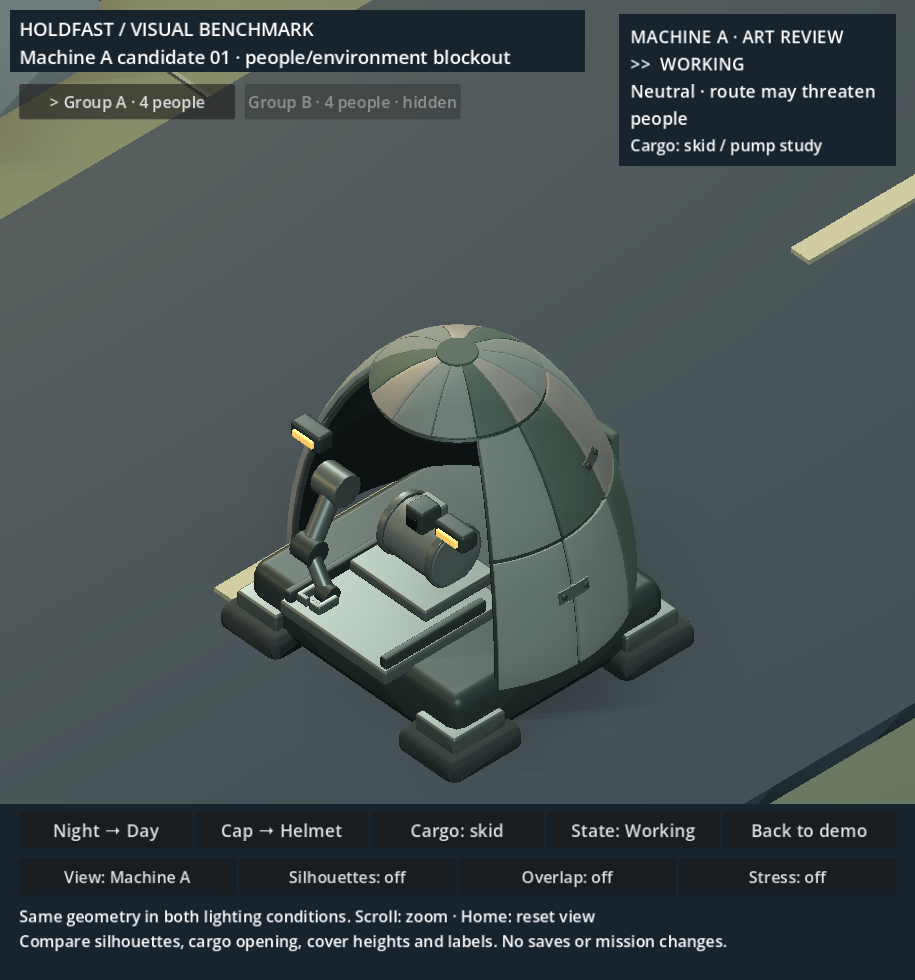 HOLDFAST / VISUAL BENCHMARK
Machine A candidate 01 · people/environment blockout
> Group A · 4 people
Group B · 4 people · hidden
MACHINE A · ART REVIEW
>> WORKING
Neutral · route may threaten
people
Cargo: skid / pump study
Night → Day
Cap → Helmet
Cargo: skid
State: Working
Back to demo
View: Machine A
Silhouettes: off
Overlap: off
Stress: off
Same geometry in both lighting conditions. Scroll: zoom · Home: reset view
Compare silhouettes, cargo opening, cover heights and labels. No saves or mission changes.